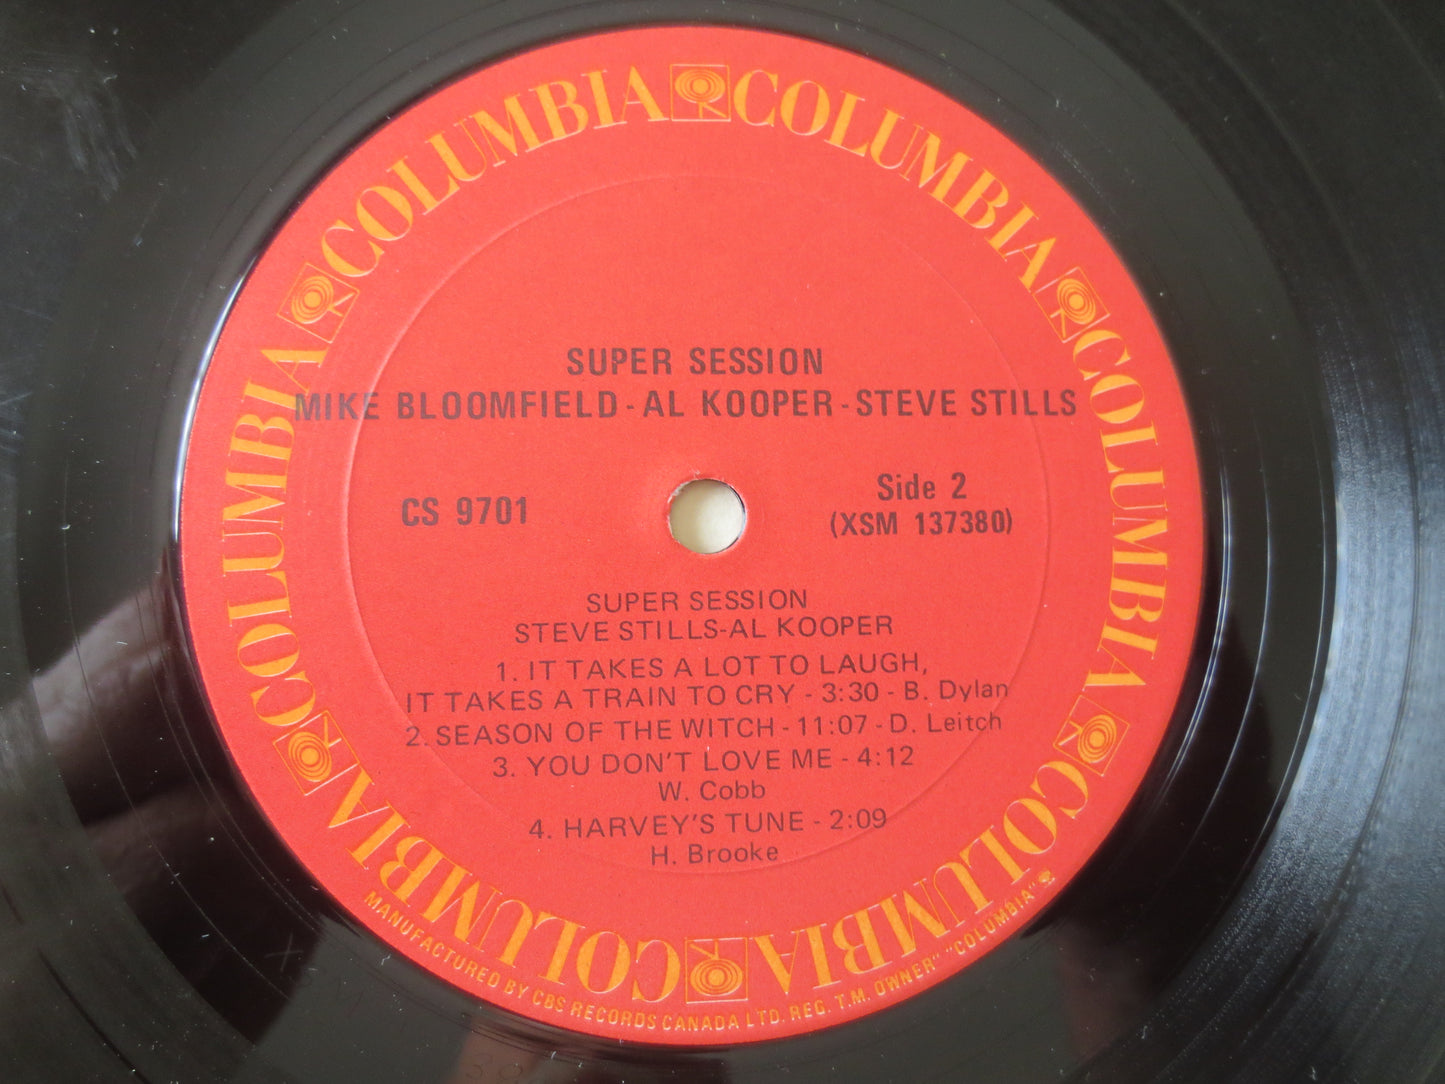 COLUMBIA COLUMBIA COLUMBIA COLUMBIA COLUMBIA COLUMBIA
SUPER SESSION
MIKE BLOOMFIELD-AL KOOPER-STEVE STILLS
CS 9701
Side 2
(XSM 137380)
SUPER SESSION
STEVE STILLS-AL KOOPER
1. IT TAKES A LOT TO LAUGH,
IT TAKES A TRAIN TO CRY - 3:30 - B. Dylan
2. SEASON OF THE WITCH - 11:07 - D. Leitch
3. YOU DON'T LOVE ME - 4:12
W. Cobb
4. HARVEY'S TUNE - 2:09
H. Brooke
MANUFACTURED BY CBS RECORDS CANADA LTD. REG. T.M. OWNER" "COLUMBIA",